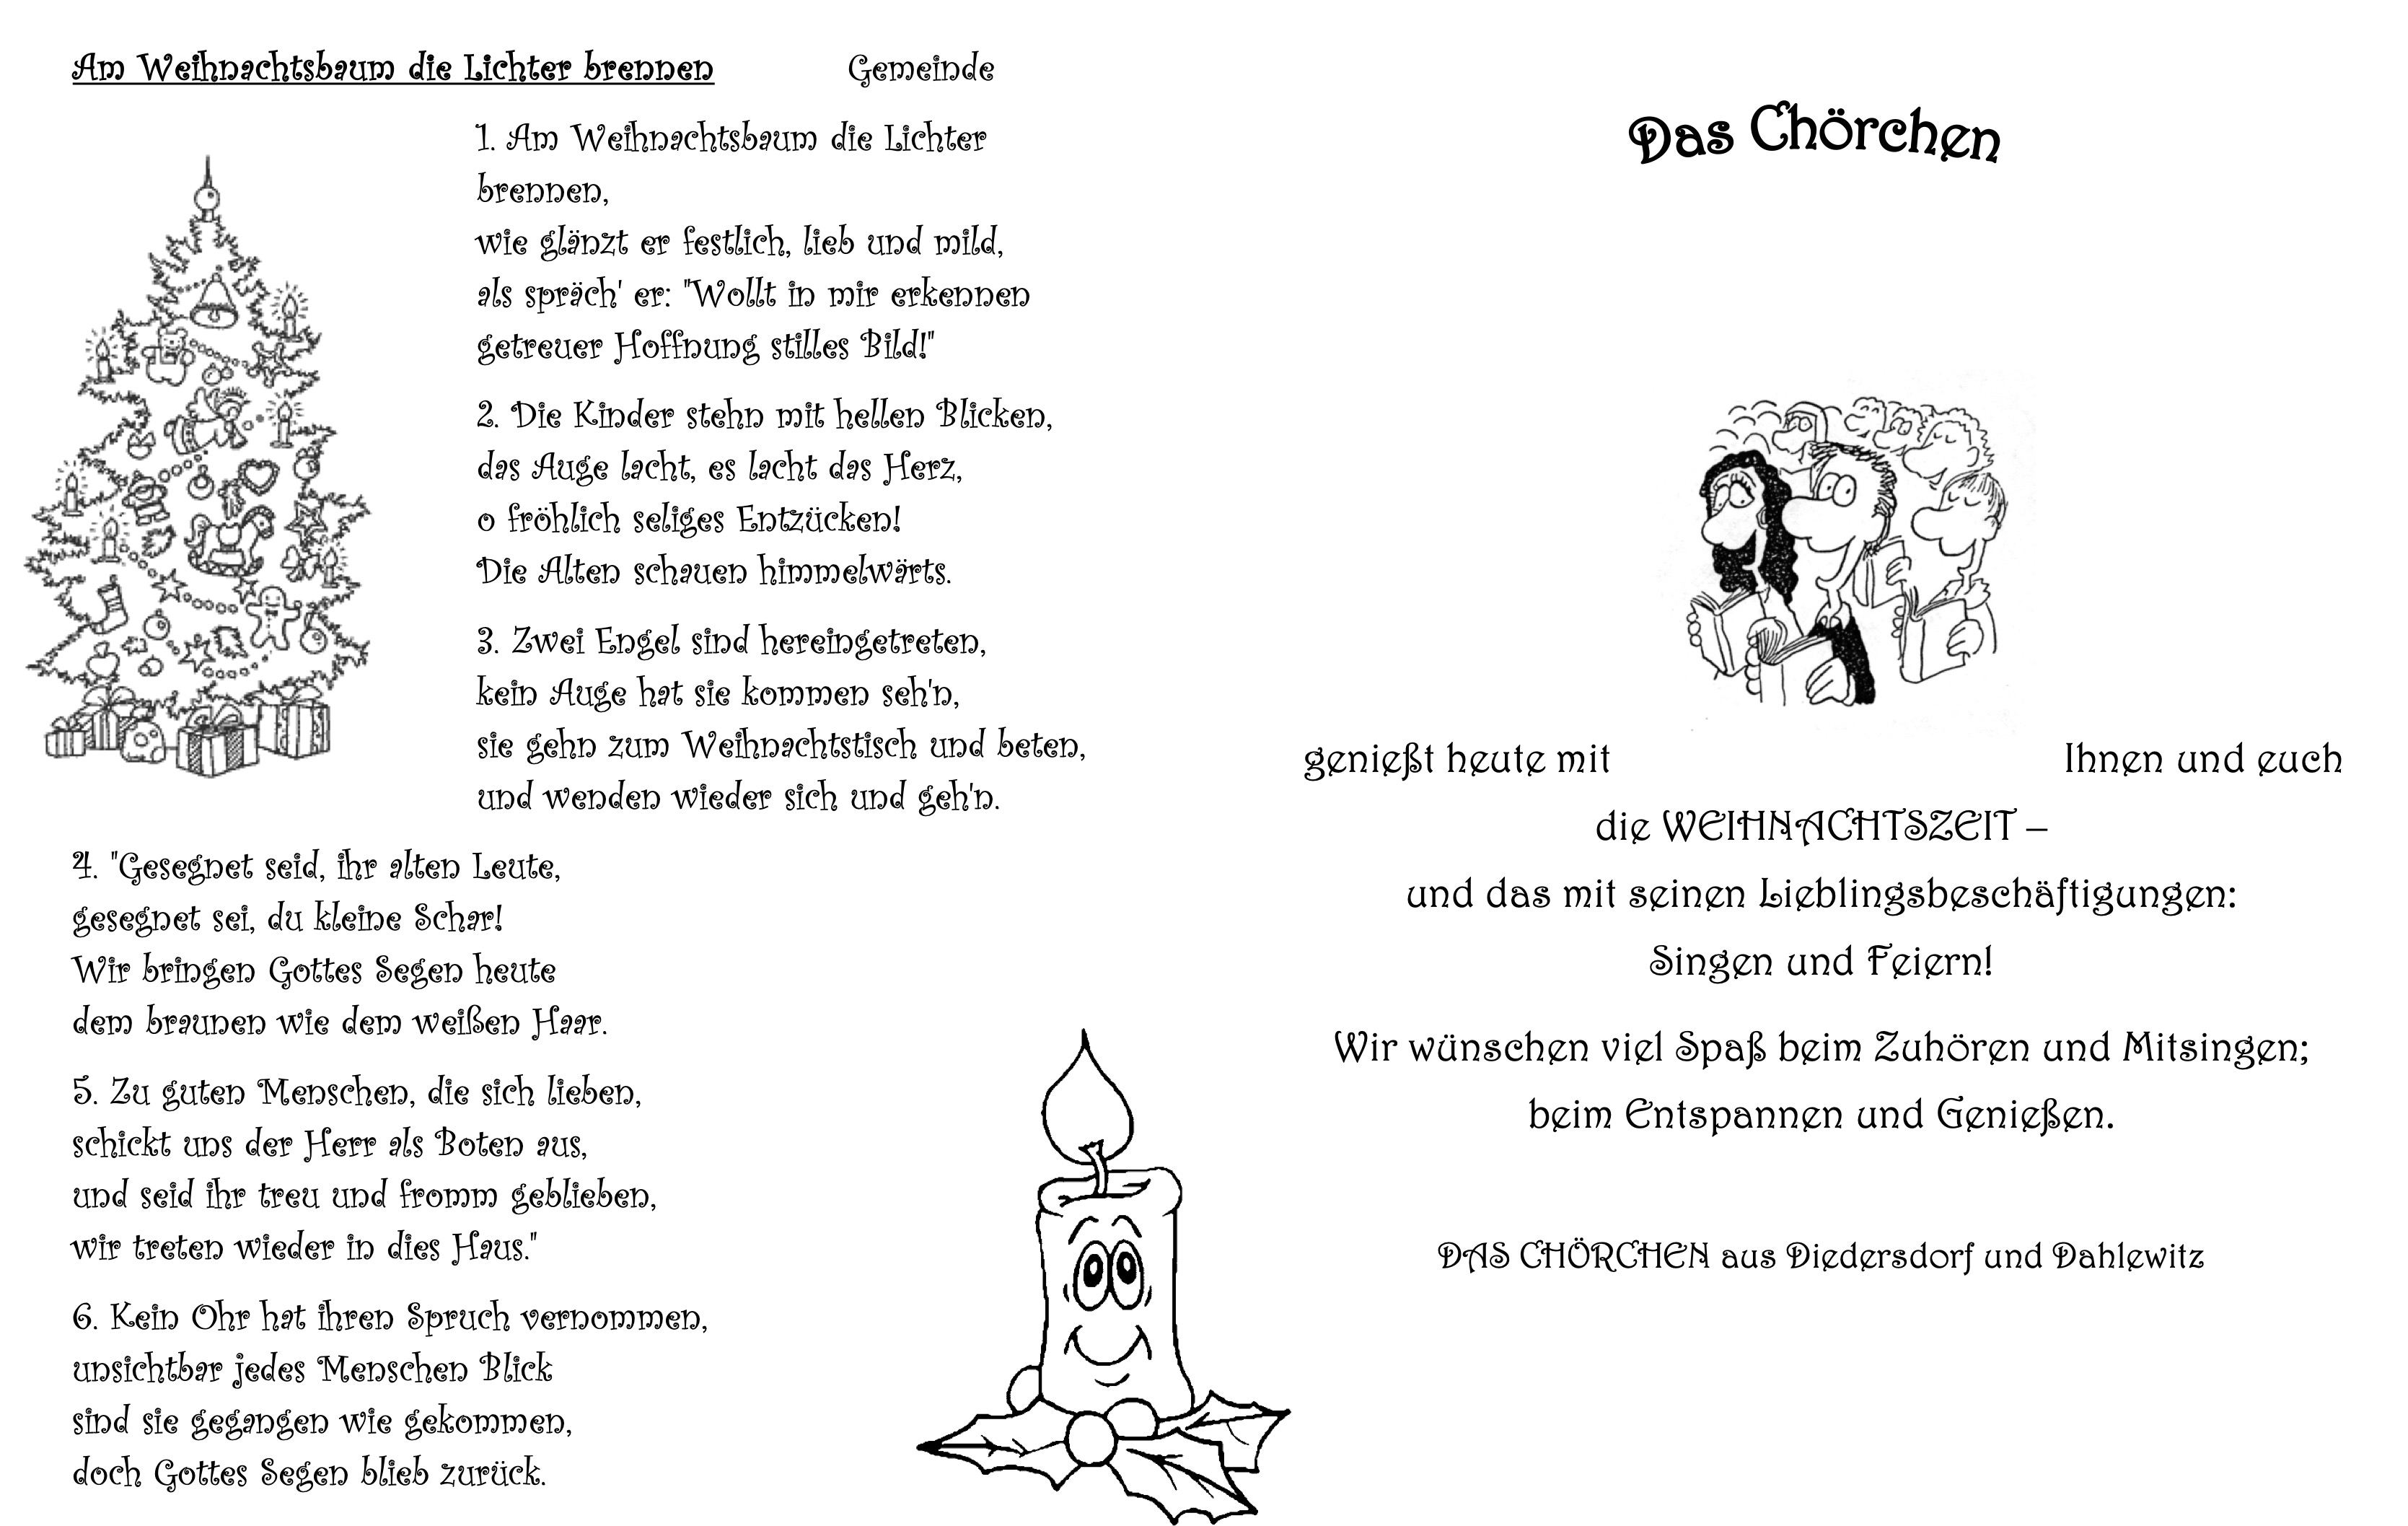 Am Weihnachtsbaum die Lichter brennen Gemeinde
1. Am Weihnachtsbaum die Lichter
brennen,
wie glänzt er festlich, lieb und mild,
als spräch' er: "Wollt in mir erkennen
getreuer Hoffnung stilles Bild!"
2. Die Kinder stehn mit hellen Blicken,
das Auge lacht, es lacht das Herz,
o fröhlich seliges Entzücken!
Die Alten schauen himmelwärts.
3. Zwei Engel sind hereingetreten,
kein Auge hat sie kommen seh'n,
sie gehn zum Weihnachtstisch und beten,
und wenden wieder sich und geh'n.
4. "Gesegnet seid, ihr alten Leute,
gesegnet sei, du kleine Schar!
Wir bringen Gottes Segen heute
dem braunen wie dem weißen Haar.
5. Zu guten Menschen, die sich lieben,
schickt uns der Herr als Boten aus,
und seid ihr treu und fromm geblieben,
wir treten wieder in dies Haus."
6. Kein Ohr hat ihren Spruch vernommen,
unsichtbar jedes Menschen Blick
sind sie gegangen wie gekommen,
doch Gottes Segen blieb zurück.
Das Chörchen
genießt heute mit Ihnen und euch
die WEIHNACHTSZEIT –
und das mit seinen Lieblingsbeschäftigungen:
Singen und Feiern!
Wir wünschen viel Spaß beim Zuhören und Mitsingen;
beim Entspannen und Genießen.
DAS CHÖRCHEN aus Diedersdorf und Dahlewitz